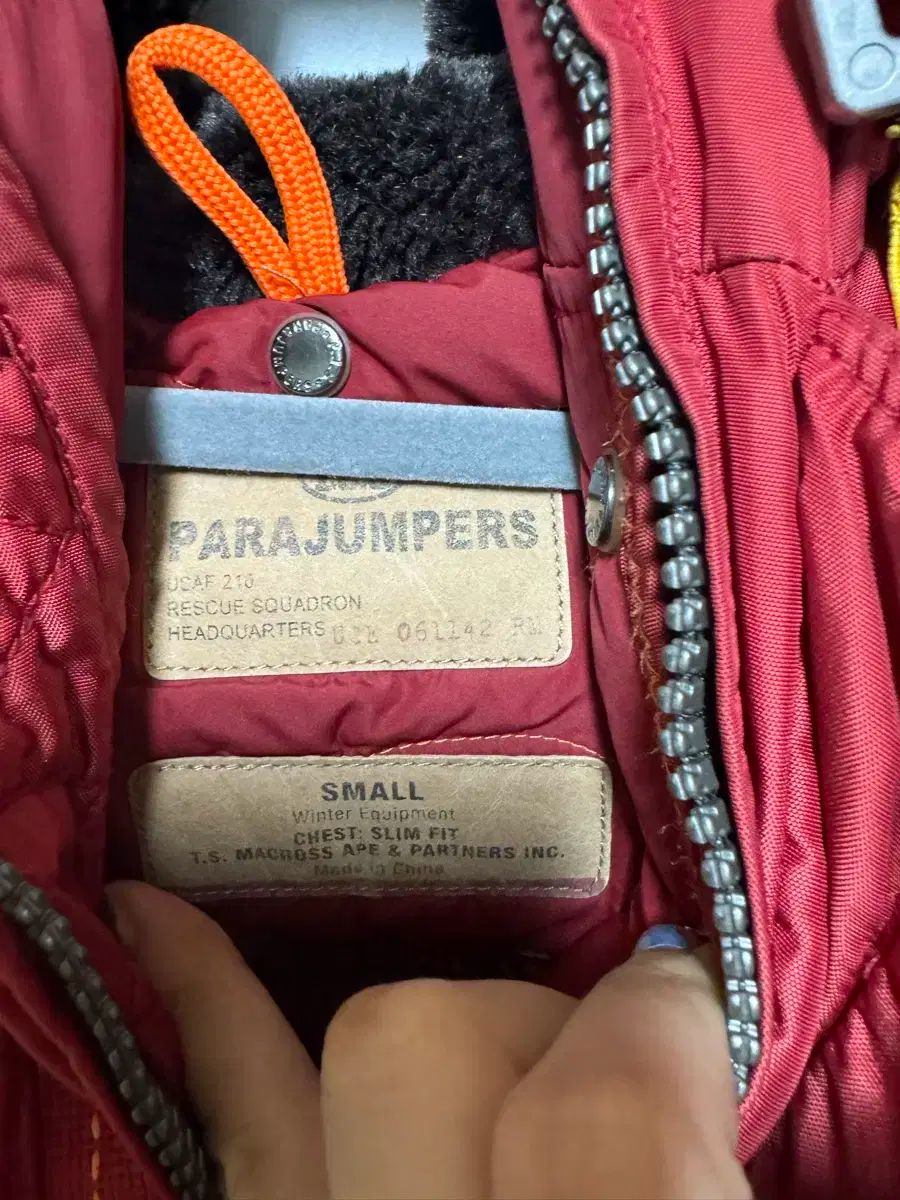 PARAJUMPERS
USAF 210
RESCUE SQUADRON
HEADQUARTERS 061142
SMALL
Winter Equipment
CHEST: SLIM FIT
T.S. MACROSS APE & PARTNERS INC.
Made in China